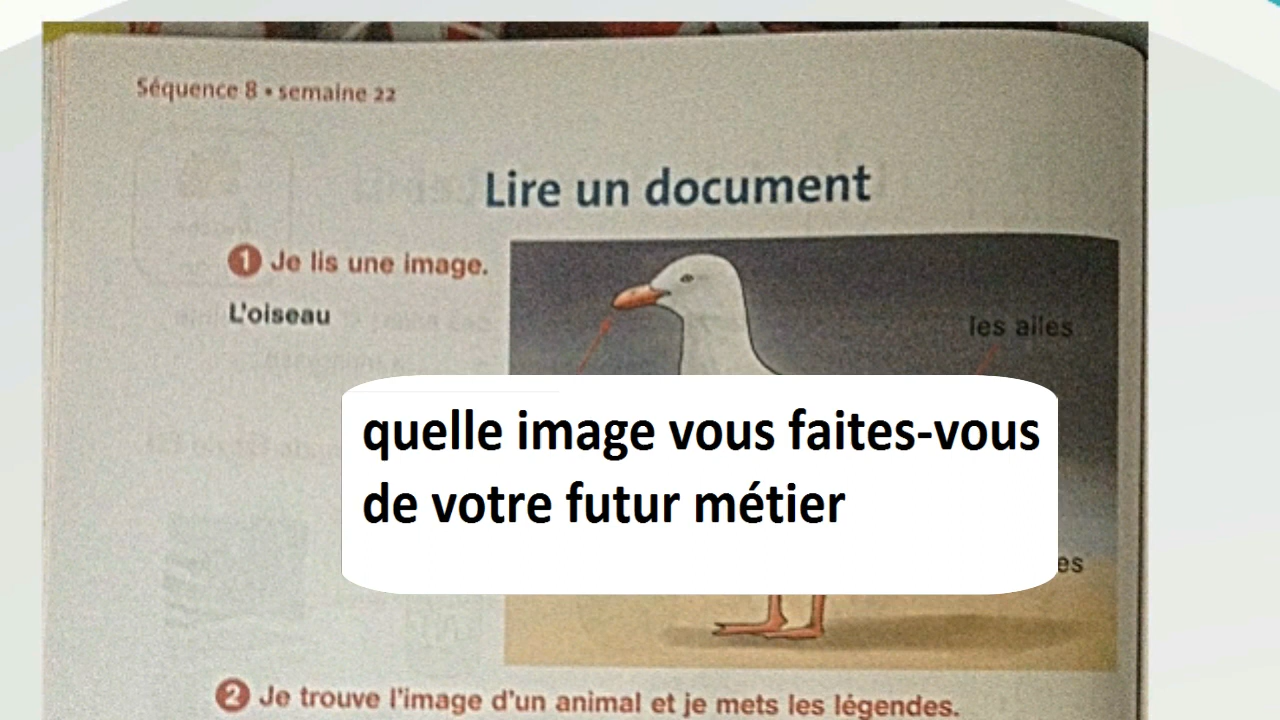 Séquence 8 • semaine 22
Lire un document
1 Je lis une image.
L'oiseau
les ailes
quelle image vous faites-vous
de votre futur métier
2 Je trouve l'image d'un animal et je mets les légendes.